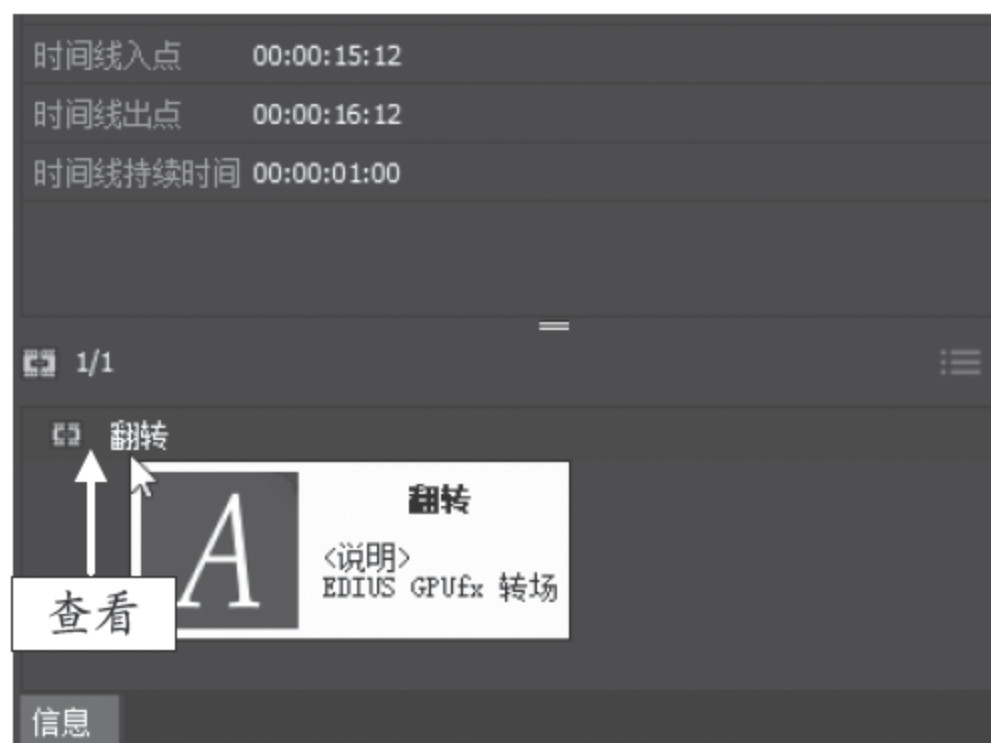 时间线入点 00:00:15:12
时间线出点 00:00:16:12
时间线持续时间 00:00:01:00
1/1
翻转
A
翻转
<说明>
EDIUS GPUfx 转场
查看
信息